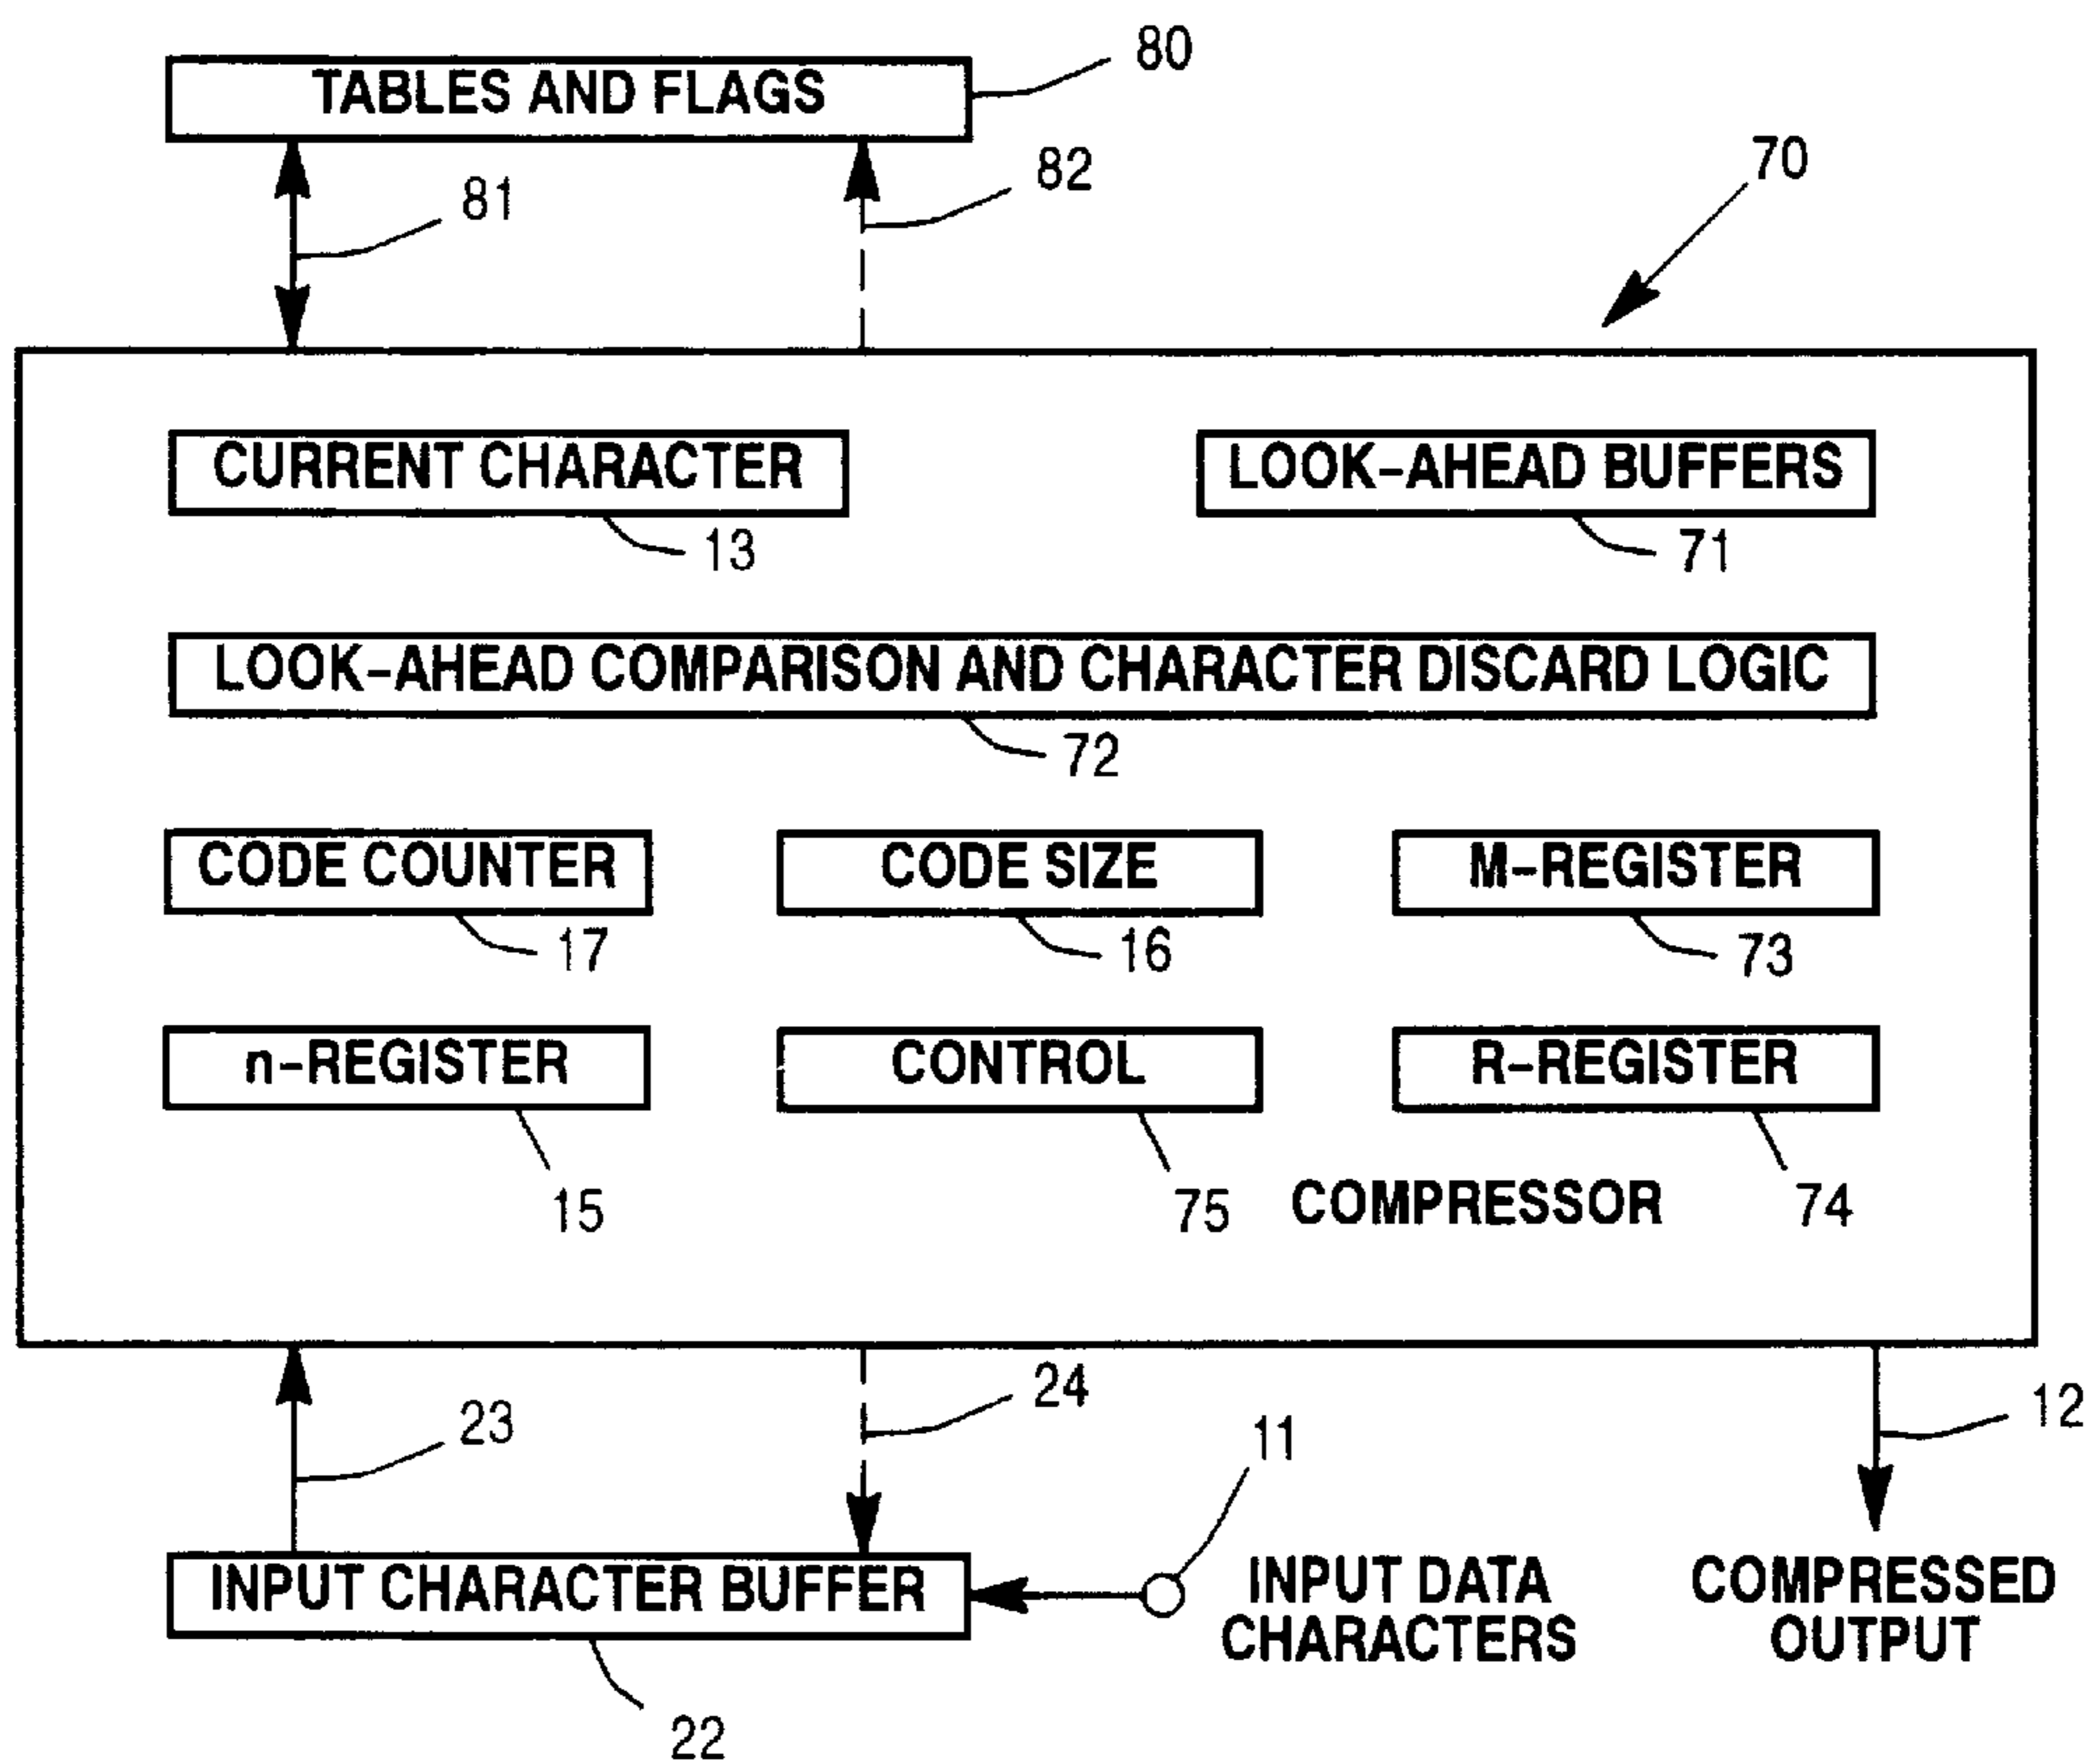 80
TABLES AND FLAGS
82
70
81
CURRENT CHARACTER
LOOK-AHEAD BUFFERS
13
71
LOOK-AHEAD COMPARISON AND CHARACTER DISCARD LOGIC
72
CODE COUNTER
CODE SIZE
M-REGISTER
17
16
73
n-REGISTER
CONTROL
R-REGISTER
15
75
COMPRESSOR
74
24
12
23
11
INPUT CHARACTER BUFFER
INPUT DATA
CHARACTERS
COMPRESSED
OUTPUT
22